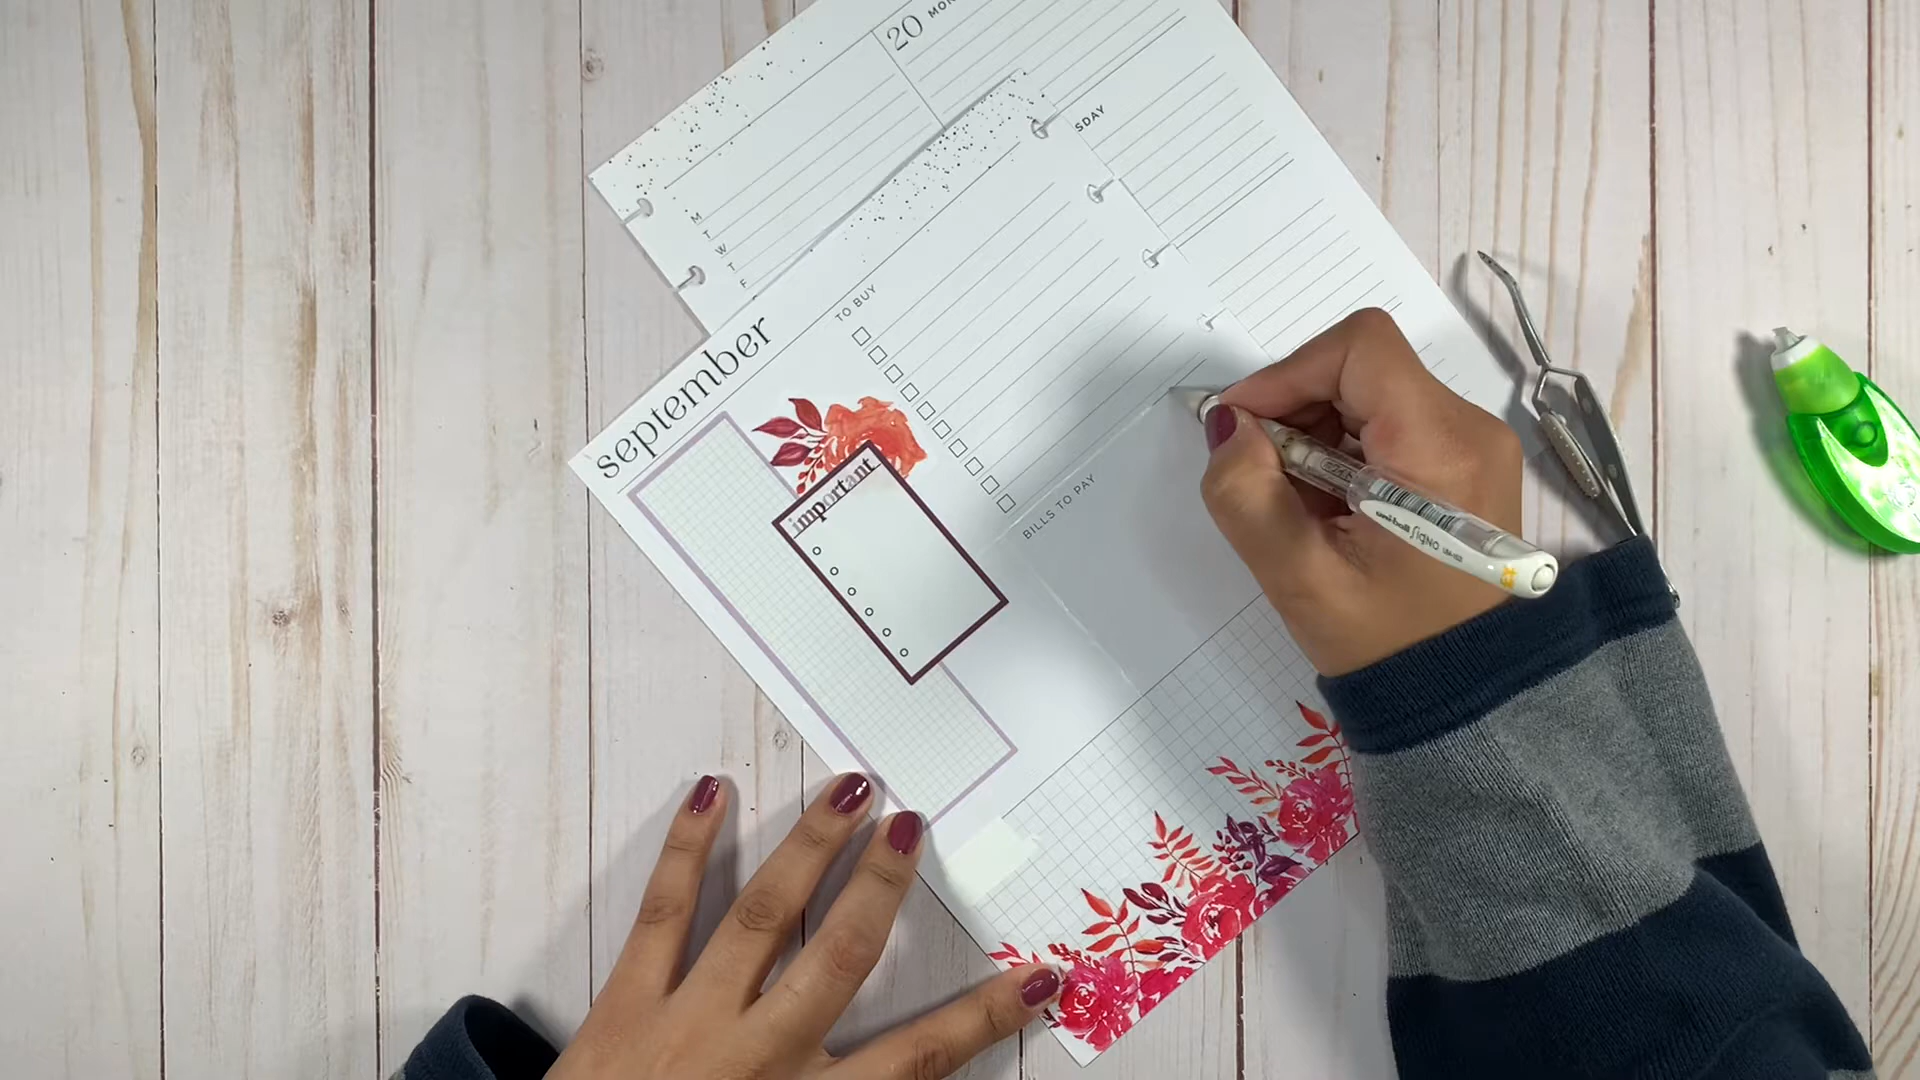 20 MON
SDAY
M
T
W
T
F
september
TO BUY
important
BILLS TO PAY
uni-ball Signo